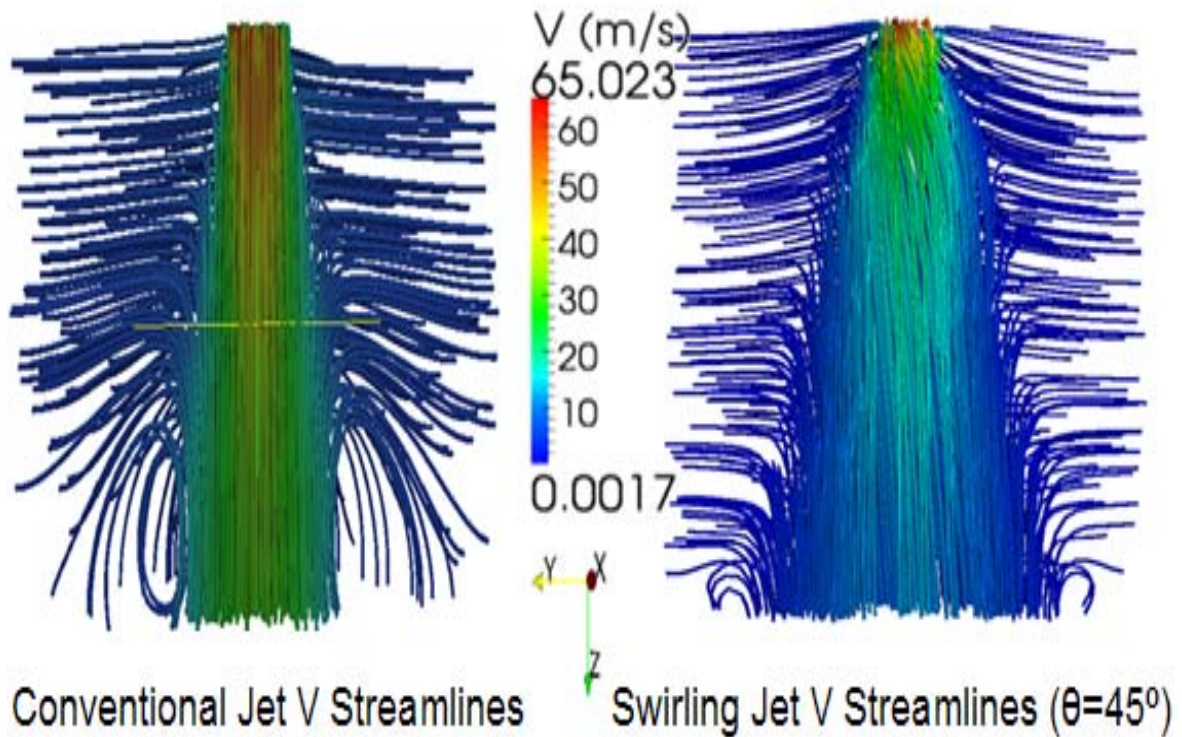 V (m/s)
65.023
60
50
40
30
20
10
0.0017
Y
X
Z
Conventional Jet V Streamlines
Swirling Jet V Streamlines (θ=45º)